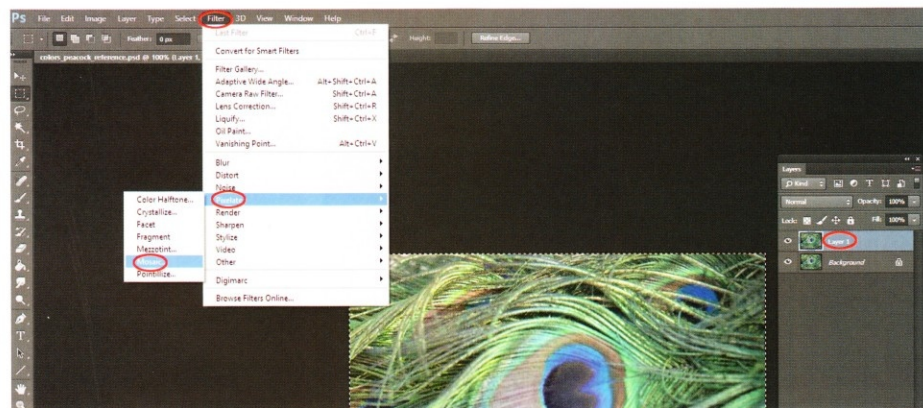 Ps File Edit Image Layer Type Select Filter 3D View Window Help
Feather: 0 px Height: Refine Edge...
colors_peacock reference.psd @ 100% (Layer 1,
Last Filter Ctrl+F
Convert for Smart Filters
Filter Gallery...
Adaptive Wide Angle... Alt+Shift+Ctrl+A
Camera Raw Filter... Shift+Ctrl+A
Lens Correction... Shift+Ctrl+R
Liquify... Shift+Ctrl+X
Oil Paint...
Vanishing Point... Alt+Ctrl+V
Blur
Distort
Noise
Pixelate
Render
Sharpen
Stylize
Video
Other
Digimarc
Browse Filters Online...
Color Halftone...
Crystallize...
Facet
Fragment
Mezzotint...
Mosaic...
Pointillize...
Layers
Kind
Normal Opacity: 100%
Lock: Fill: 100%
Layer 1
Background